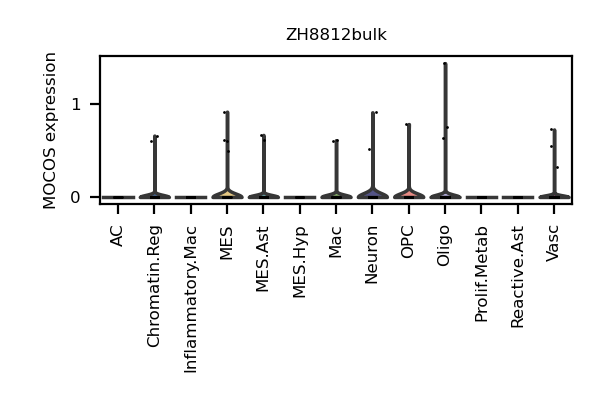 ZH8812bulk
MOCOS expression
1
0
AC
Chromatin.Reg
Inflammatory.Mac
MES
MES.Ast
MES.Hyp
Mac
Neuron
OPC
Oligo
Prolif.Metab
Reactive.Ast
Vasc